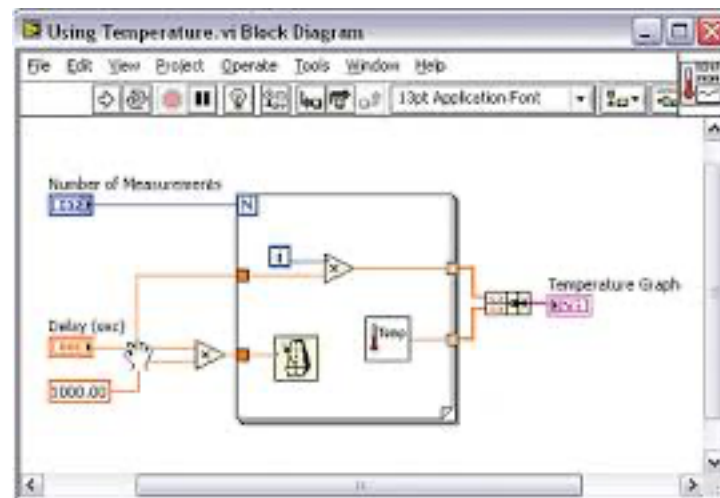 Using Temperature.vi Block Diagram
File Edit View Project Operate Tools Window Help
13pt Application Font
Number of Measurements
I32
N
i
x
Temperature Graph
Delay (sec)
Temp
x
1000.00